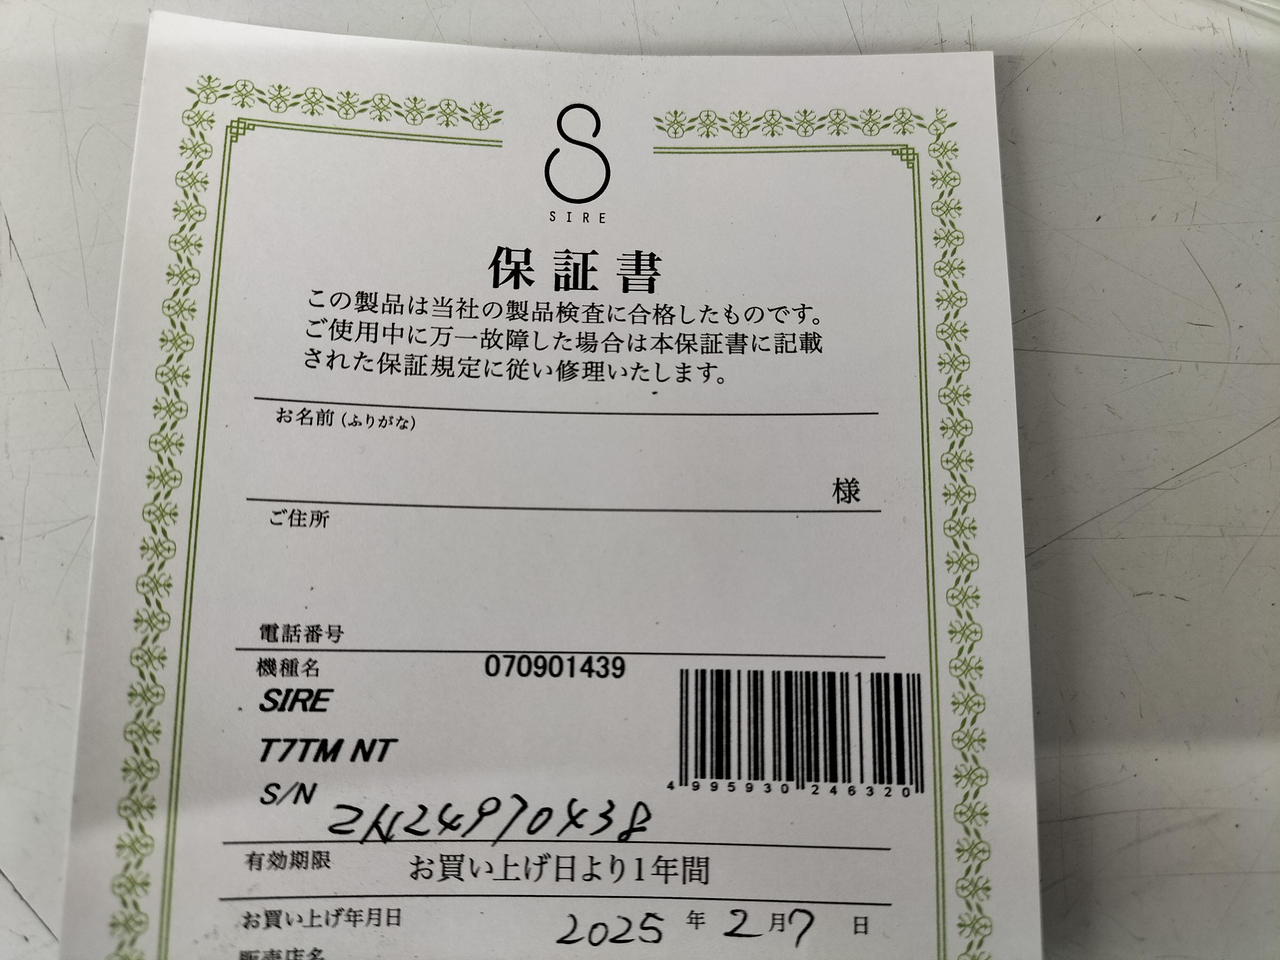 SIRE
保証書
この製品は当社の製品検査に合格したものです。
ご使用中に万一故障した場合は本保証書に記載
された保証規定に従い修理いたします。
お名前 (ふりがな)
様
ご住所
電話番号
機種名 070901439
SIRE
T7TM NT
4995930246320
S/N ZN24970438
有効期限 お買い上げ日より1年間
お買い上げ年月日 2025 年 2 月 7 日
販売店名